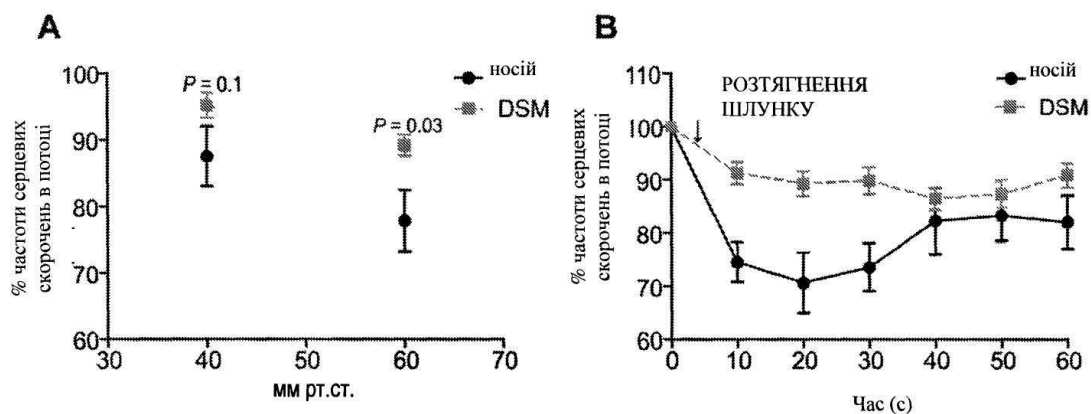 A
% частоти серцевих
скорочень в потоці
100
90
80
70
60
30
40
50
60
70
мм рт.ст.
P = 0.1
P = 0.03
носій
DSM
B
% частоти серцевих
скорочень в потоці
110
100
90
80
70
60
0
10
20
30
40
50
60
Час (с)
РОЗТЯГНЕННЯ
ШЛУНКУ
носій
DSM